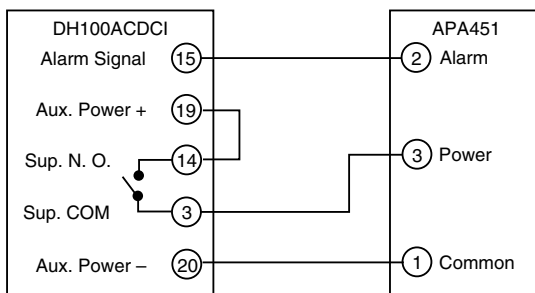 DH100ACDCI APA451
Alarm Signal 15 2 Alarm
Aux. Power + 19
Sup. N. O. 14 3 Power
Sup. COM 3
Aux. Power – 20 1 Common